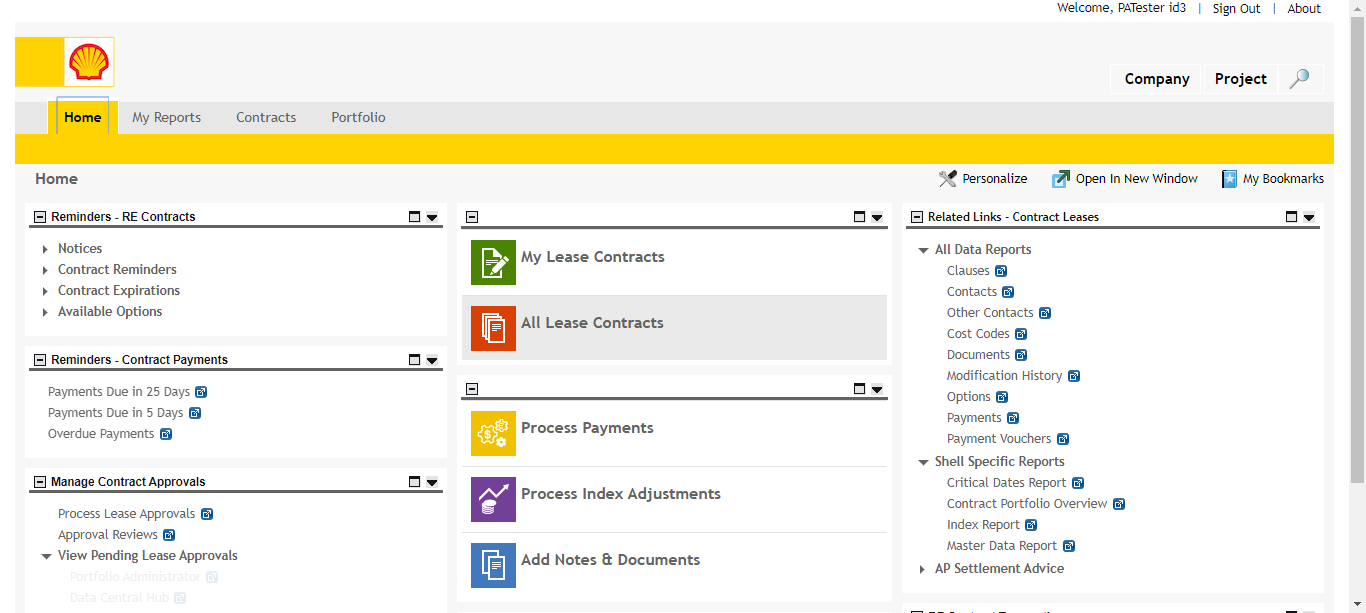 Welcome, PATester id3 | Sign Out | About
Company Project
Home My Reports Contracts Portfolio
Home
Personalize Open In New Window My Bookmarks
Reminders - RE Contracts
Notices
Contract Reminders
Contract Expirations
Available Options
Reminders - Contract Payments
Payments Due in 25 Days
Payments Due in 5 Days
Overdue Payments
Manage Contract Approvals
Process Lease Approvals
Approval Reviews
View Pending Lease Approvals
Portfolio Administrator
Data Central Hub
My Lease Contracts
All Lease Contracts
Process Payments
Process Index Adjustments
Add Notes & Documents
Related Links - Contract Leases
All Data Reports
Clauses
Contacts
Other Contacts
Cost Codes
Documents
Modification History
Options
Payments
Payment Vouchers
Shell Specific Reports
Critical Dates Report
Contract Portfolio Overview
Index Report
Master Data Report
AP Settlement Advice